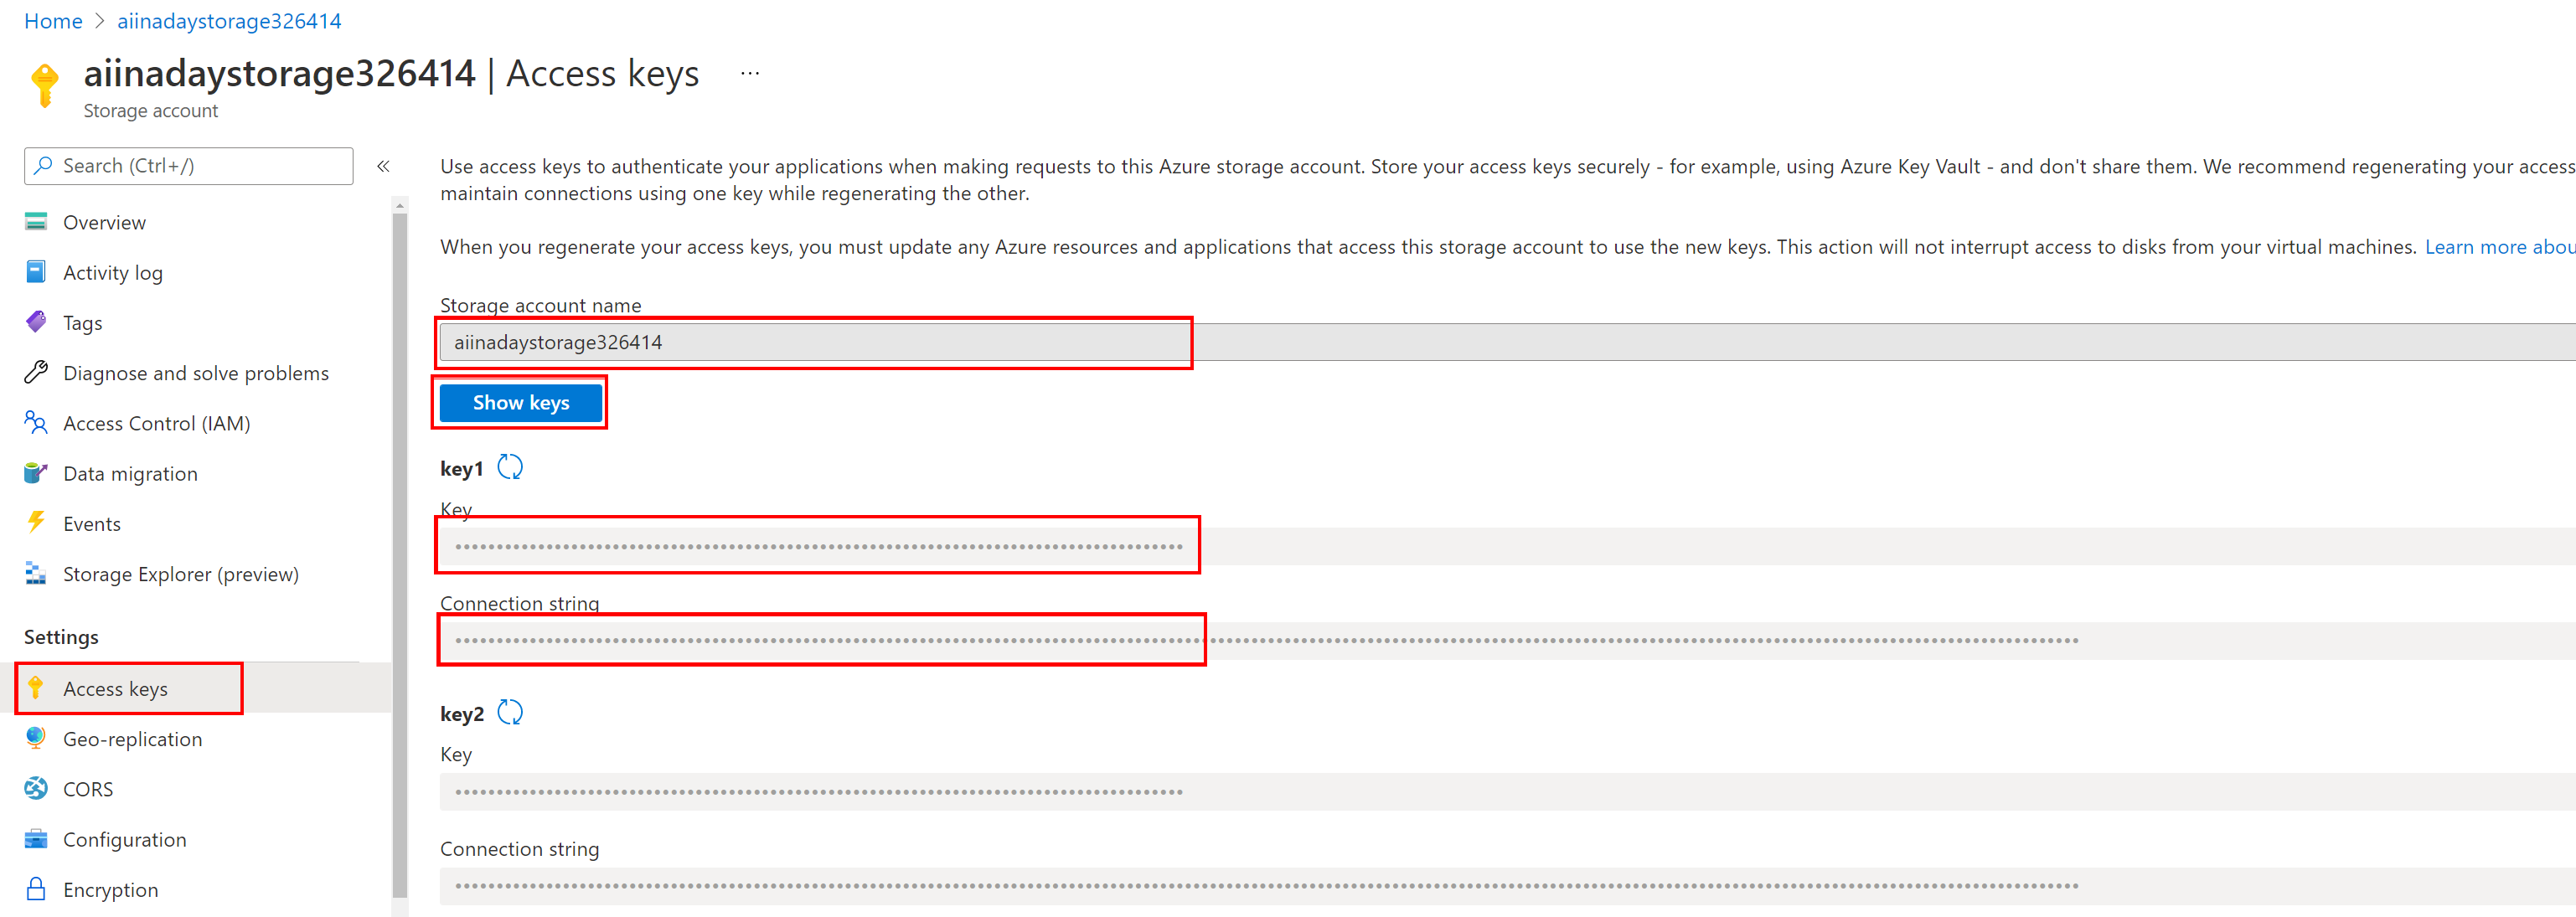 Home > aiinadaystorage326414
aiinadaystorage326414 | Access keys ...
Storage account
Search (Ctrl+/)
«
Overview
Activity log
Tags
Diagnose and solve problems
Access Control (IAM)
Data migration
Events
Storage Explorer (preview)
Settings
Access keys
Geo-replication
CORS
Configuration
Encryption
Use access keys to authenticate your applications when making requests to this Azure storage account. Store your access keys securely - for example, using Azure Key Vault - and don't share them. We recommend regenerating your access
maintain connections using one key while regenerating the other.
When you regenerate your access keys, you must update any Azure resources and applications that access this storage account to use the new keys. This action will not interrupt access to disks from your virtual machines. Learn more abou
Storage account name
aiinadaystorage326414
Show keys
key1
Key
Connection string
key2
Key
Connection string